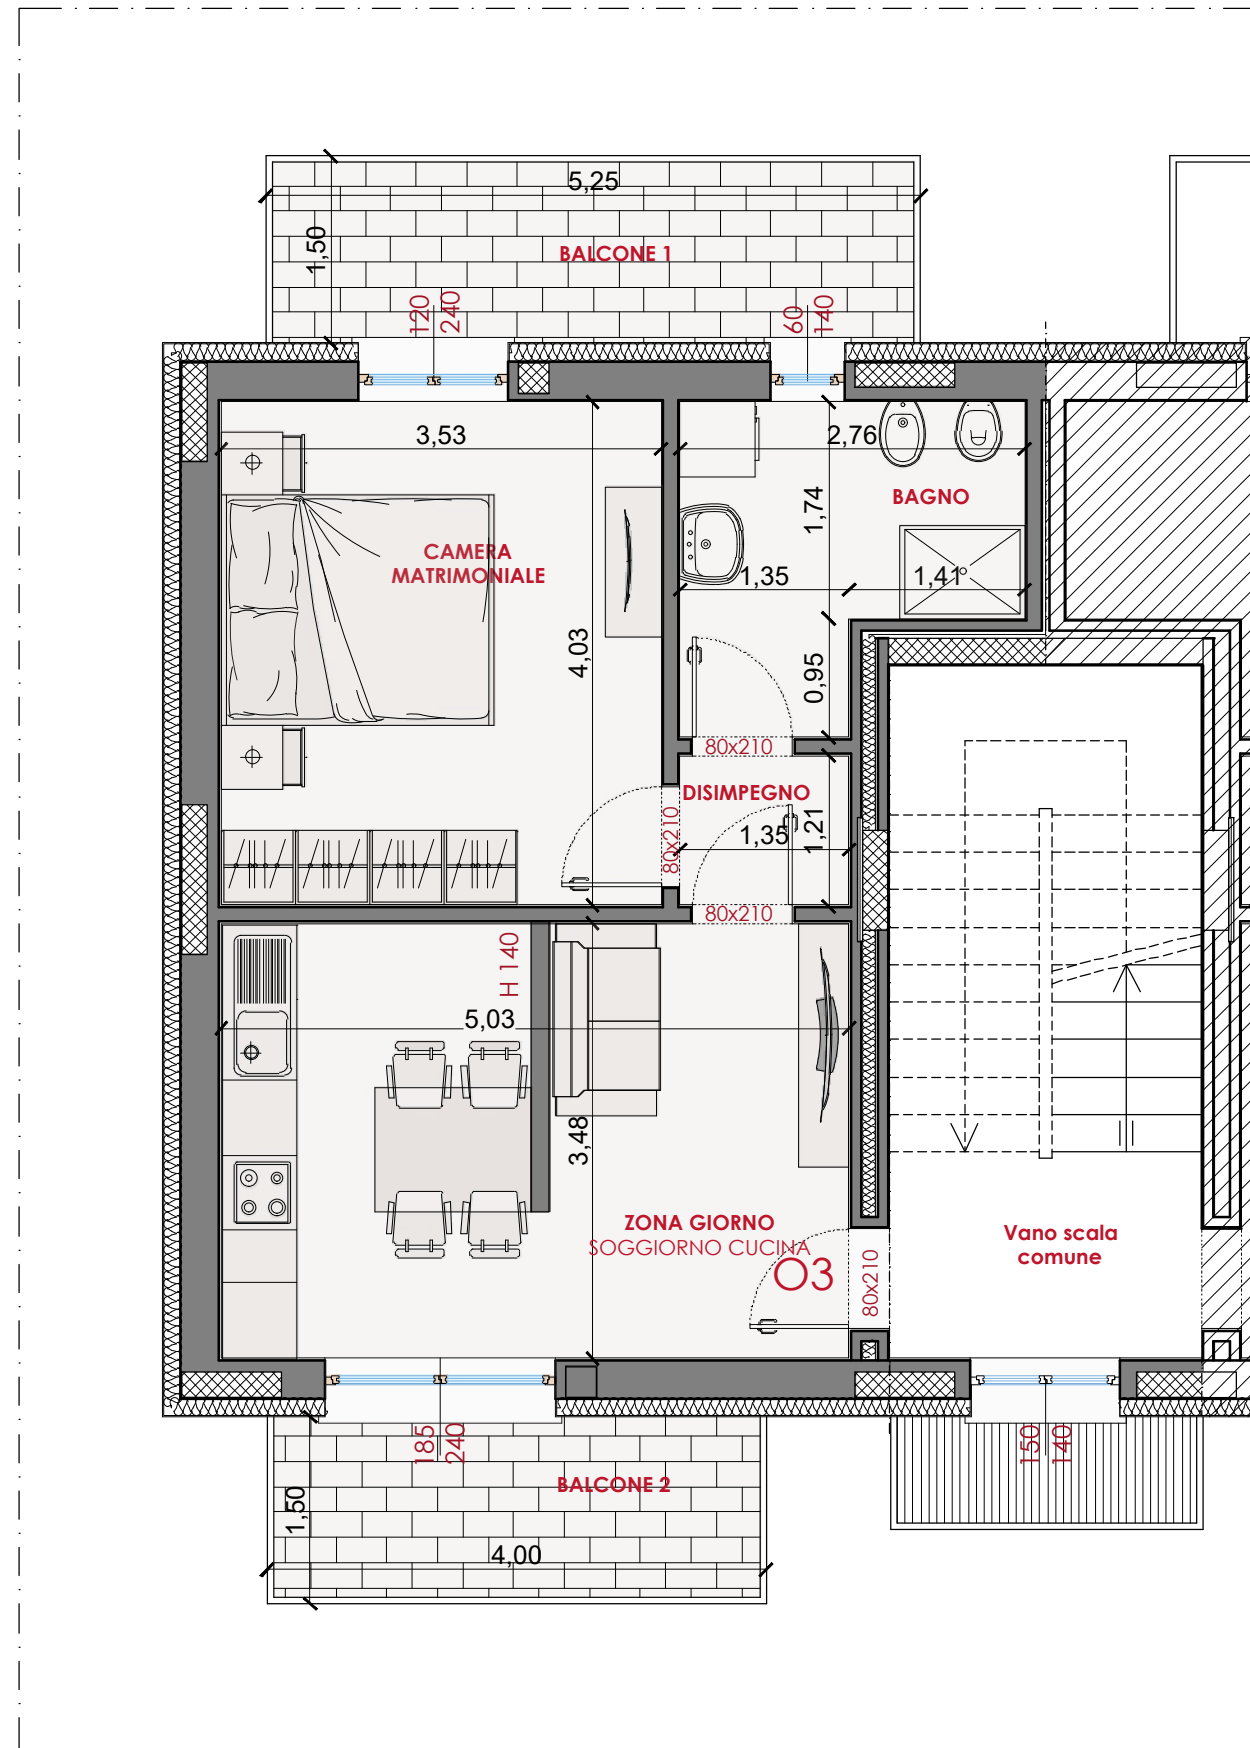 5,25
1,50
BALCONE 1
120
240
60
140
3,53
2,76
1,74
BAGNO
CAMERA
MATRIMONIALE
1,35
1,41
4,03
0,95
80x210
DISIMPEGNO
80x210
1,35
1,21
80x210
H 140
5,03
3,48
ZONA GIORNO
SOGGIORNO CUCINA
O3
80x210
Vano scala
comune
185
240
150
140
BALCONE 2
1,50
4,00